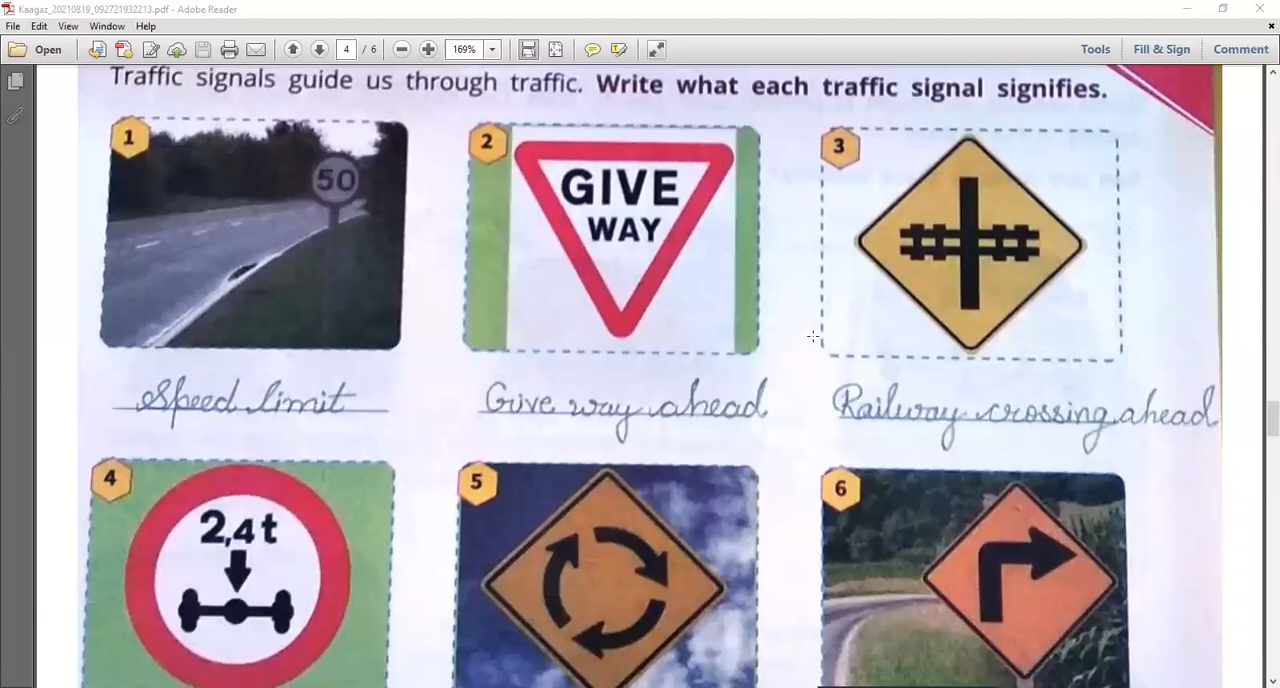 Kaagaz_20210819_092721932213.pdf - Adobe Reader
File Edit View Window Help
Open 4 / 6 169% Tools Fill & Sign Comment
Traffic signals guide us through traffic. Write what each traffic signal signifies.
1
50
2
GIVE
WAY
3
Speed limit
Give way ahead
Railway crossing ahead
4
2,4t
5
6